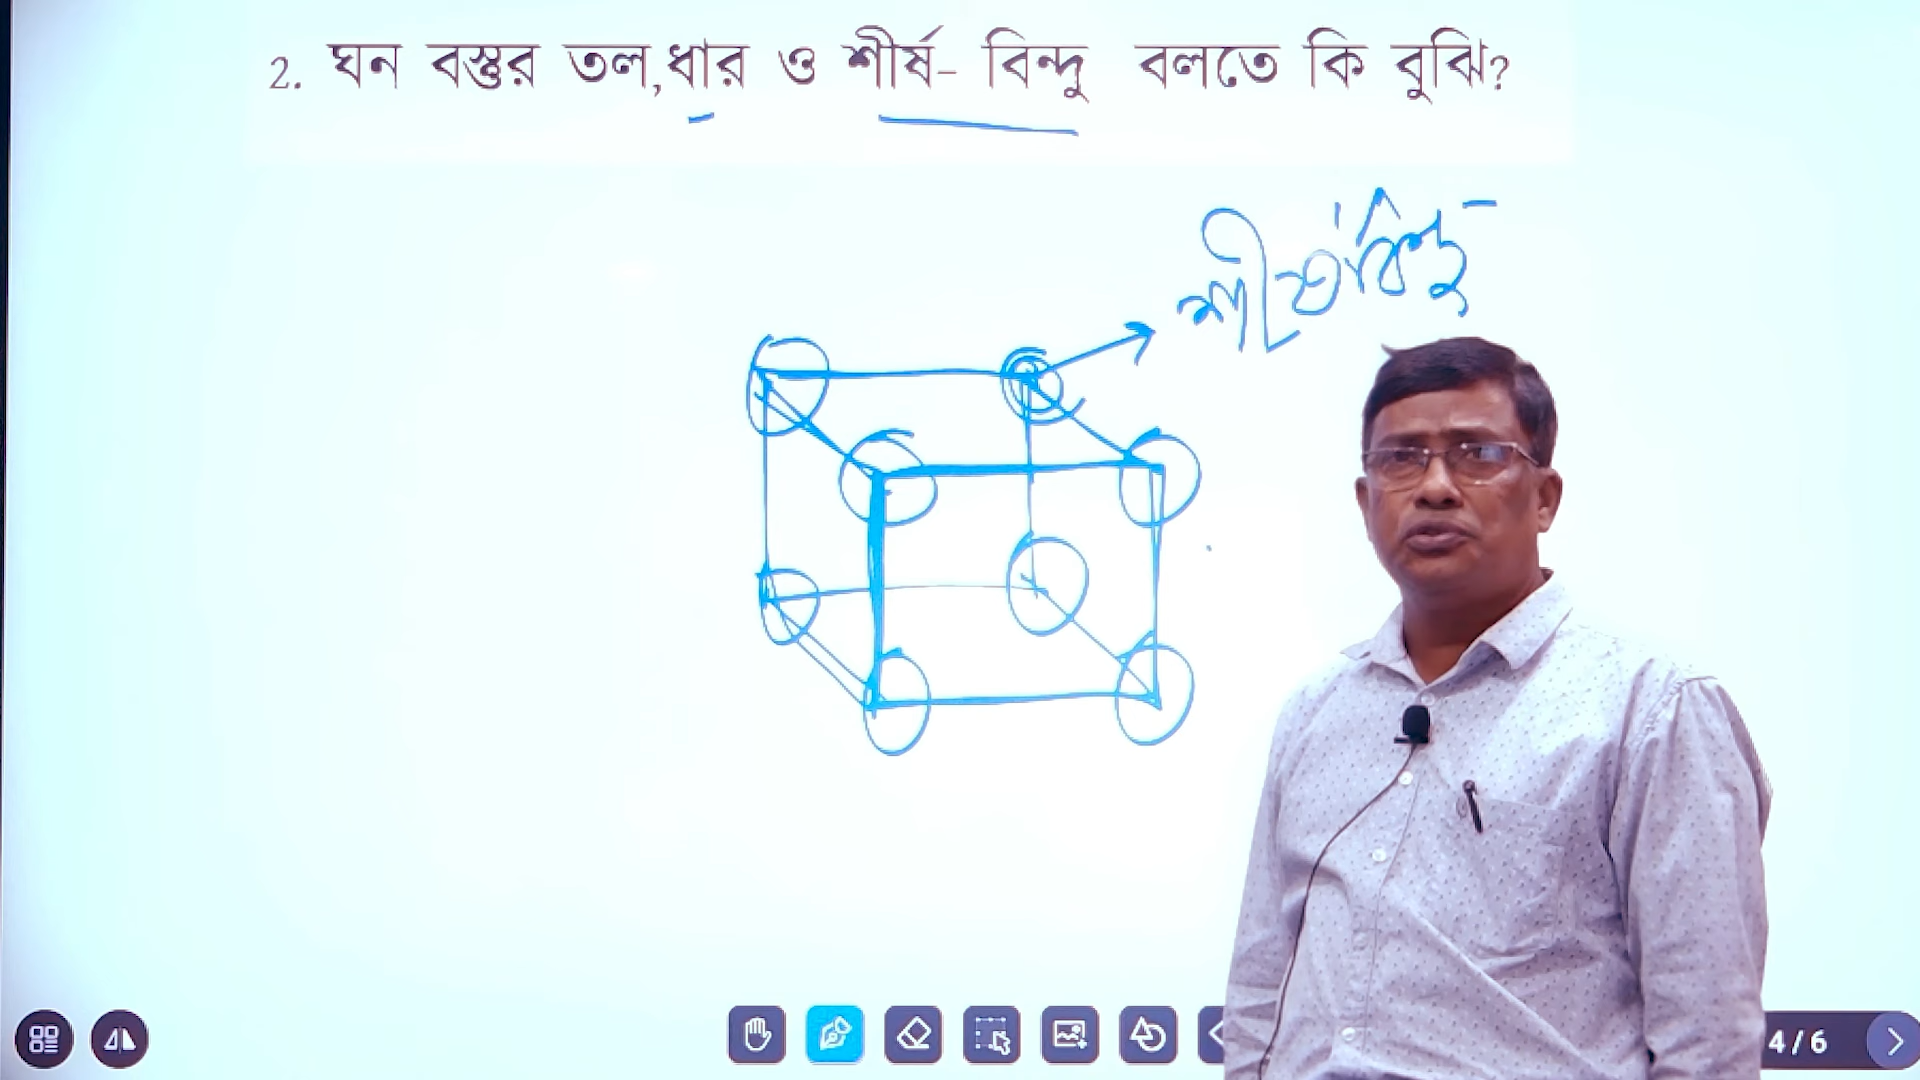 2. ঘন বস্তুর তল,ধার ও শীর্ষ- বিন্দু বলতে কি বুঝি?
শীর্ষবিন্দু
4 / 6